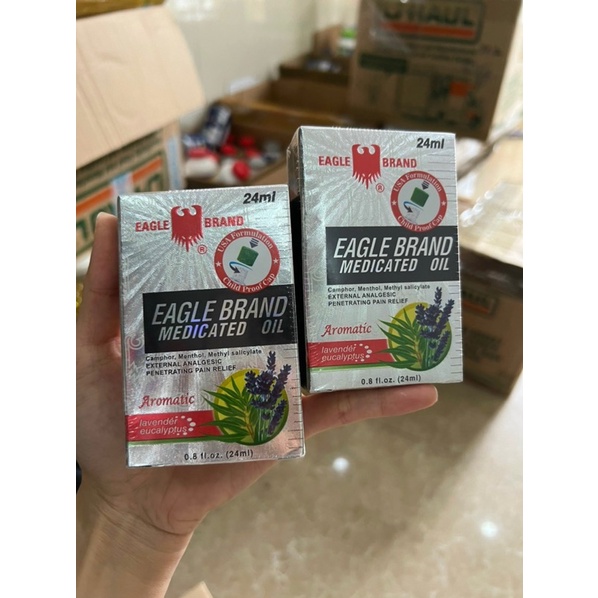 U-HAUL
24ml
EAGLE BRAND
®
USA Formulation
Child Proof Cap
EAGLE BRAND
MEDICATED OIL
Camphor, Menthol, Methyl salicylate
EXTERNAL ANALGESIC
PENETRATING PAIN RELIEF
Aromatic
lavender
eucalyptus
0.8 fl.oz. (24ml)
24ml
EAGLE BRAND
®
USA Formulation
Child Proof Cap
EAGLE BRAND
MEDICATED OIL
Camphor, Menthol, Methyl salicylate
EXTERNAL ANALGESIC
PENETRATING PAIN RELIEF
Aromatic
lavender
eucalyptus
0.8 fl.oz. (24ml)